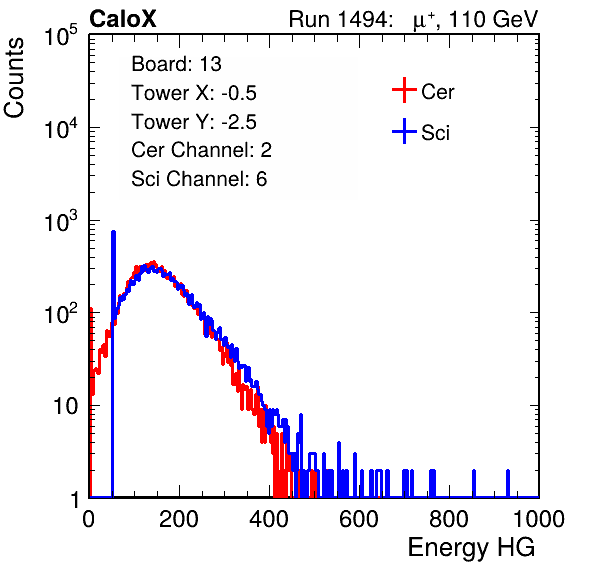 CaloX Run 1494: μ⁺, 110 GeV
Counts
10⁵
10⁴
10³
10²
10
1
Board: 13
Tower X: -0.5
Tower Y: -2.5
Cer Channel: 2
Sci Channel: 6
Cer
Sci
0 200 400 600 800 1000
Energy HG